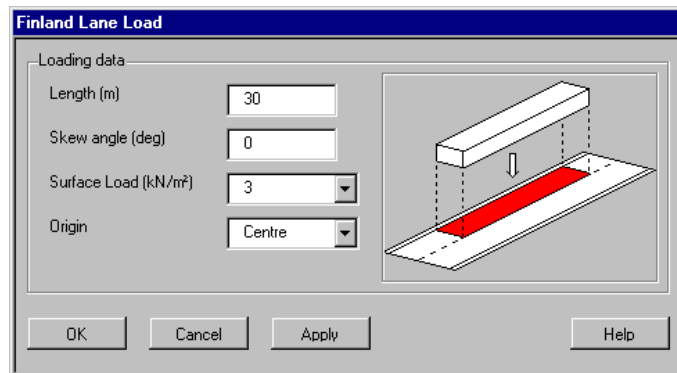 Finland Lane Load
Loading data
Length (m) 30
Skew angle (deg) 0
Surface Load (kN/m²) 3
Origin Centre
OK Cancel Apply Help